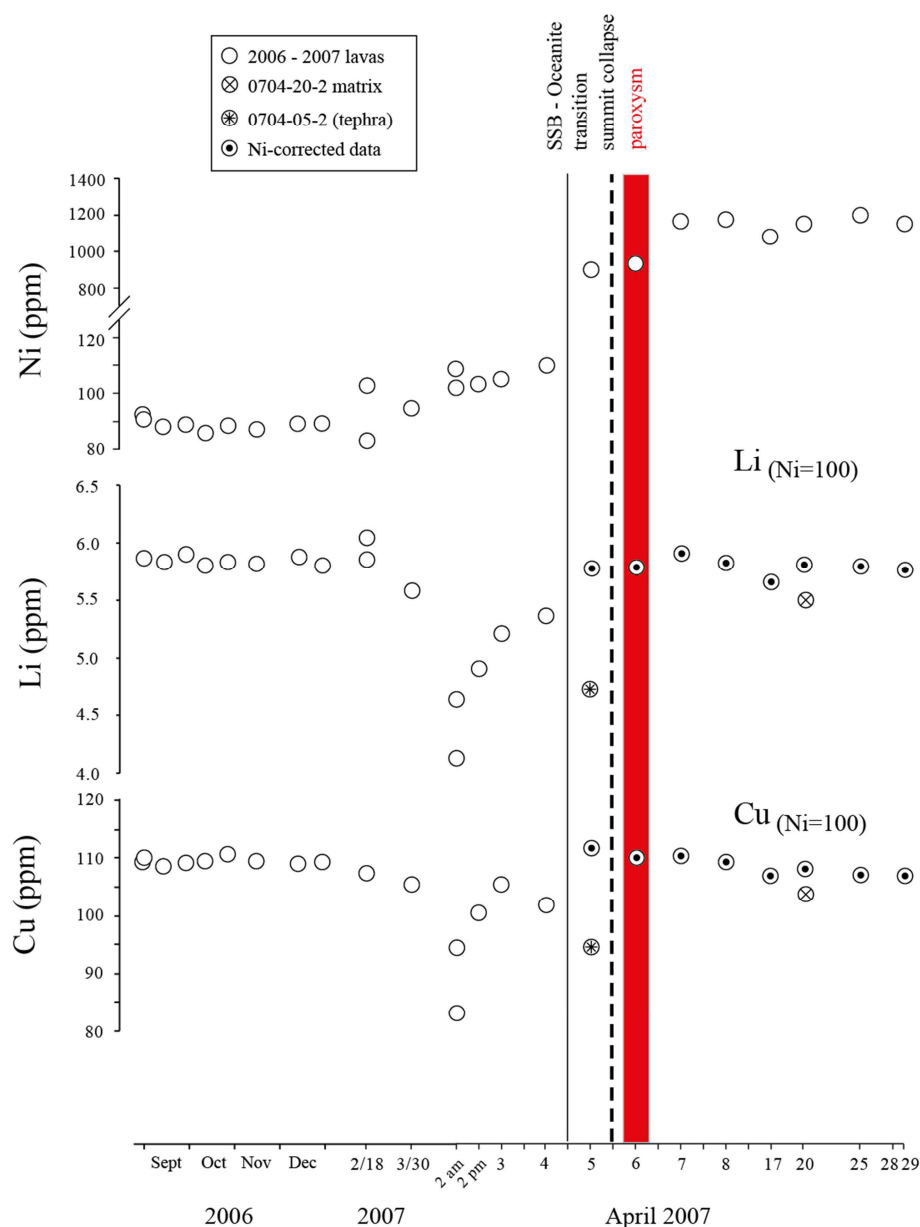 2006 - 2007 lavas
0704-20-2 matrix
0704-05-2 (tephra)
Ni-corrected data
SSB - Oceanite
transition
summit collapse
paroxysm
Ni (ppm)
1400
1200
1000
800
120
100
80
Li (Ni=100)
Li (ppm)
6.5
6.0
5.5
5.0
4.5
4.0
Cu (Ni=100)
Cu (ppm)
120
110
100
90
80
Sept Oct Nov Dec 2/18 3/30 2 am 2 pm 3 4 5 6 7 8 17 20 25 28 29
2006 2007 April 2007